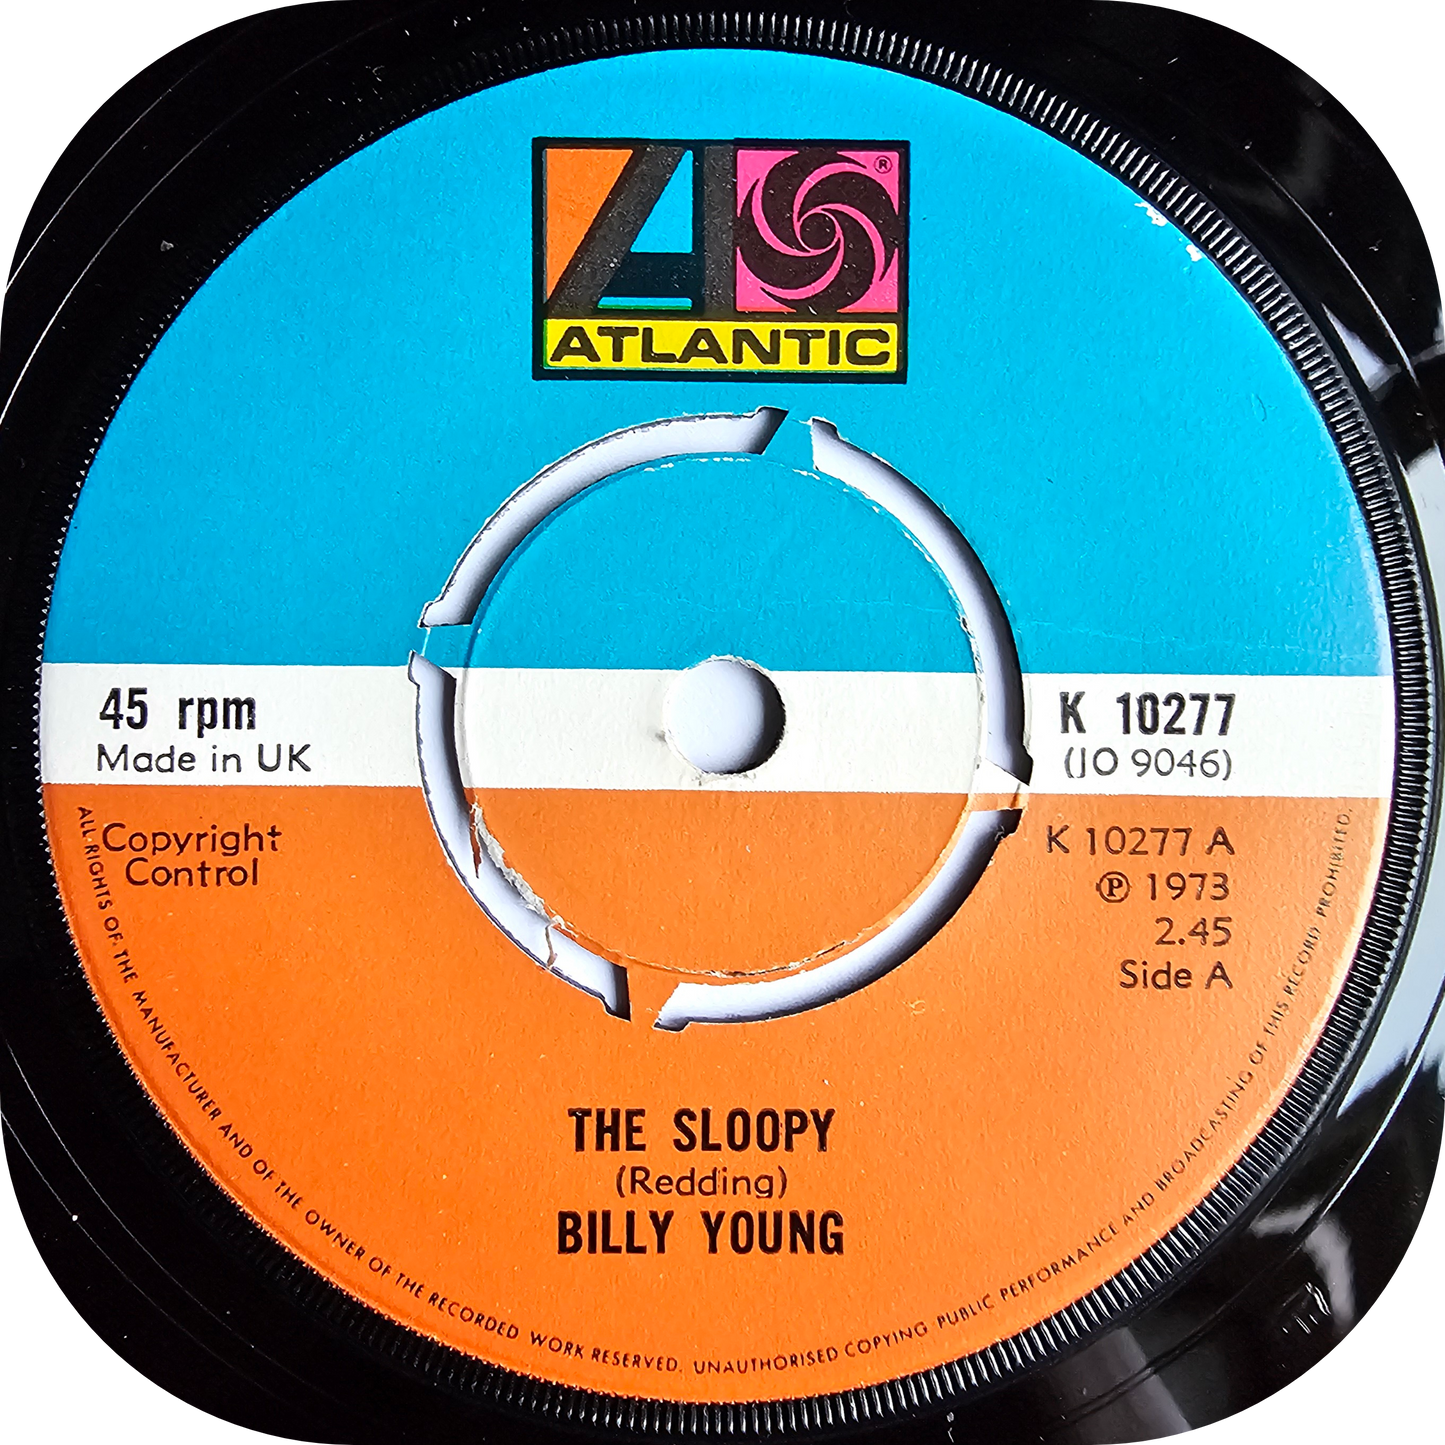 ATLANTIC
®
45 rpm
Made in UK
K 10277
(JO 9046)
Copyright
Control
K 10277 A
℗ 1973
2.45
Side A
THE SLOOPY
(Redding)
BILLY YOUNG
ALL RIGHTS OF THE MANUFACTURER AND OF THE OWNER OF THE RECORDED WORK RESERVED. UNAUTHORISED COPYING PUBLIC PERFORMANCE AND BROADCASTING OF THIS RECORD PROHIBITED.